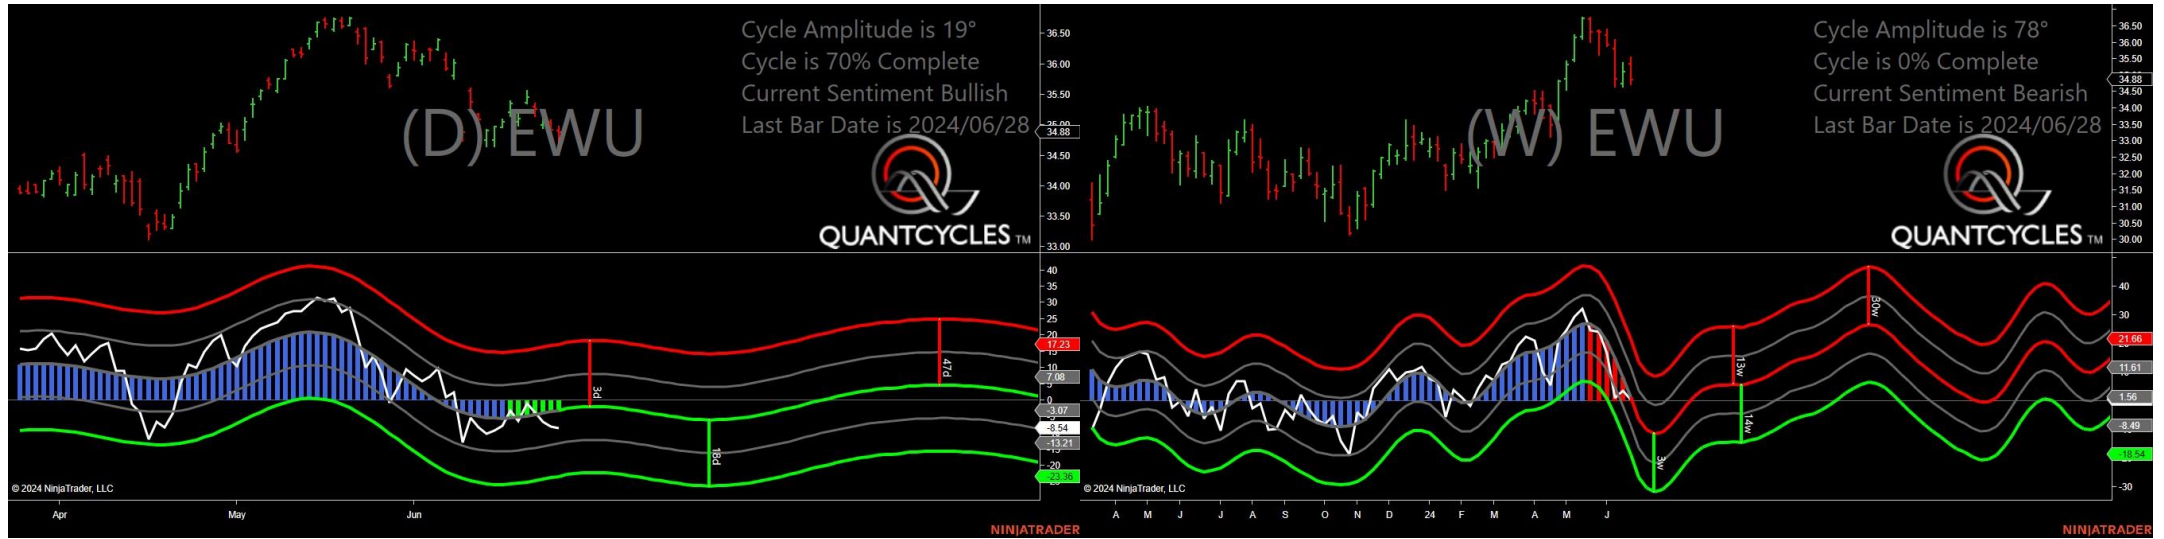 Cycle Amplitude is 19°
Cycle is 70% Complete
Current Sentiment Bullish
Last Bar Date is 2024/06/28
(D) EWU
QUANTCYCLES TM
36.50
36.00
35.50
35.00
34.88
34.50
34.00
33.50
33.00
40
35
30
25
20
17.23
15
10
7.08
5
0
-3.07
-8.54
-13.21
-20
-23.36
3d
18d
47d
© 2024 NinjaTrader, LLC
Apr May Jun
NINJATRADER
Cycle Amplitude is 78°
Cycle is 0% Complete
Current Sentiment Bearish
Last Bar Date is 2024/06/28
(W) EWU
QUANTCYCLES TM
36.50
36.00
35.50
34.88
34.50
34.00
33.50
33.00
32.50
32.00
31.50
31.00
30.50
30.00
40
30
21.66
11.61
1.56
-8.49
-18.54
-30
3w
13w
14w
30w
© 2024 NinjaTrader, LLC
A M J J A S O N D 24 F M A M J
NINJATRADER